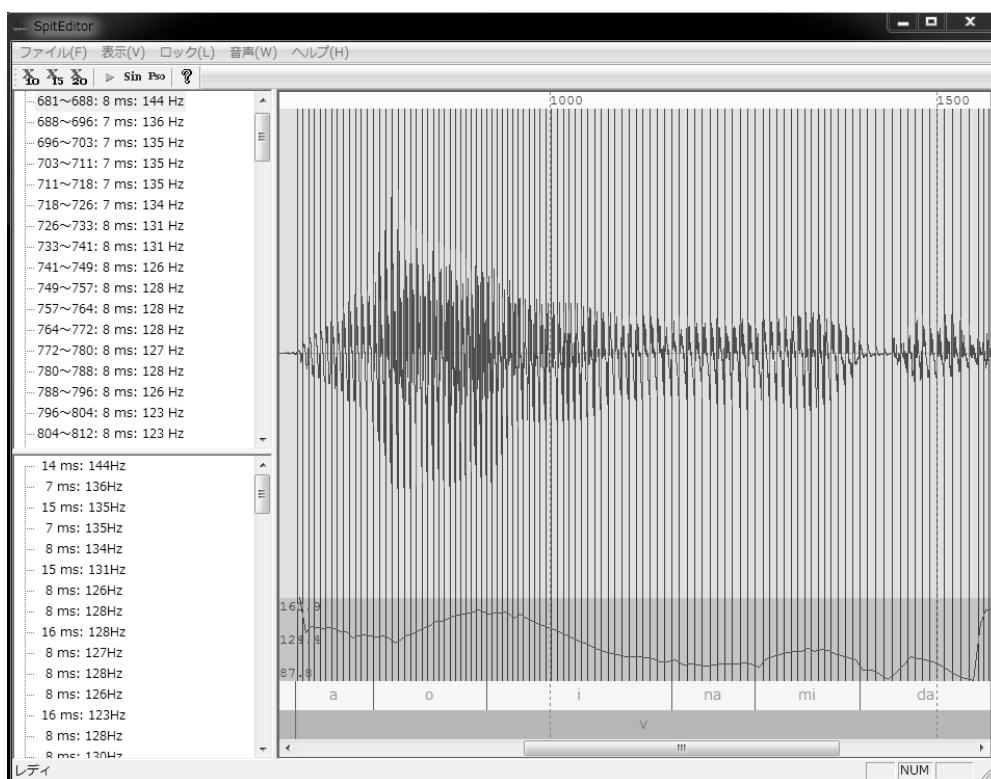 SpitEditor
ファイル(F) 表示(V) ロック(L) 音声(W) ヘルプ(H)
X10 X15 X20 Sin Pso ?
681～688: 8 ms: 144 Hz
688～696: 7 ms: 136 Hz
696～703: 7 ms: 135 Hz
703～711: 7 ms: 135 Hz
711～718: 7 ms: 135 Hz
718～726: 7 ms: 134 Hz
726～733: 8 ms: 131 Hz
733～741: 8 ms: 131 Hz
741～749: 8 ms: 126 Hz
749～757: 8 ms: 128 Hz
757～764: 8 ms: 128 Hz
764～772: 8 ms: 128 Hz
772～780: 8 ms: 127 Hz
780～788: 8 ms: 128 Hz
788～796: 8 ms: 126 Hz
796～804: 8 ms: 123 Hz
804～812: 8 ms: 123 Hz
14 ms: 144Hz
7 ms: 136Hz
15 ms: 135Hz
7 ms: 135Hz
8 ms: 134Hz
15 ms: 131Hz
8 ms: 126Hz
8 ms: 128Hz
16 ms: 128Hz
8 ms: 127Hz
8 ms: 128Hz
8 ms: 126Hz
16 ms: 123Hz
8 ms: 128Hz
8 ms: 130Hz
1000 1500
87.8
a o i na mi da
v
レディ NUM